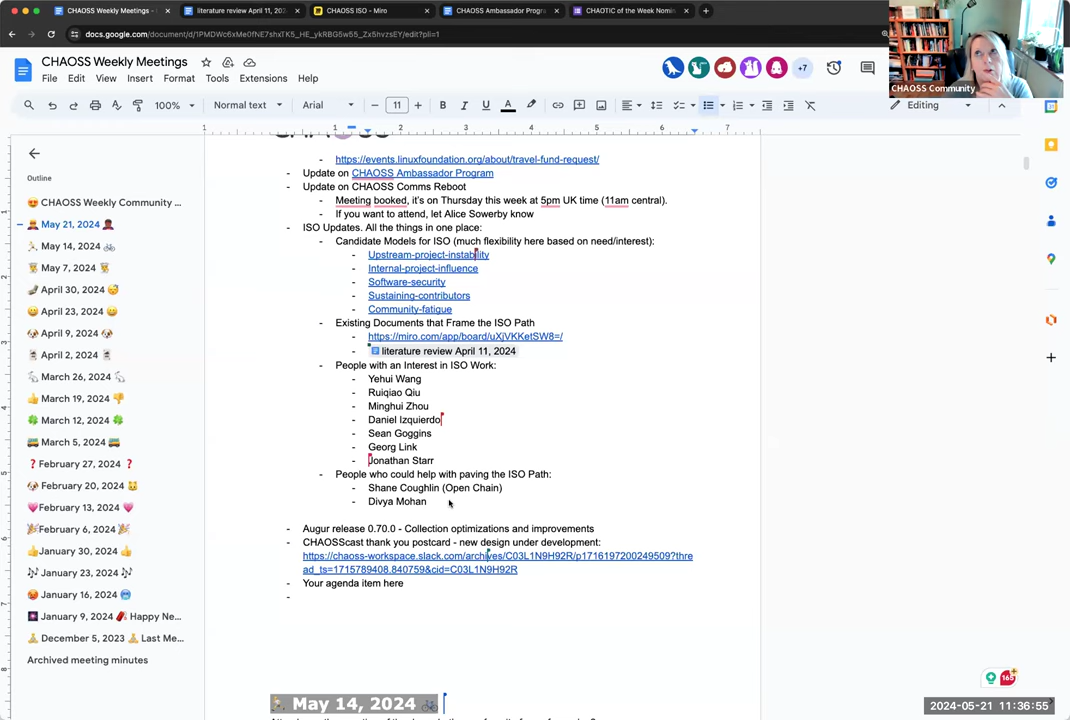 CHAOSS Weekly Meetings -
literature review April 11, 202
CHAOSS ISO - Miro
CHAOSS Ambassador Progra
CHAOTIC of the Week Nomin
docs.google.com/document/d/1PMDWc6xMe0fNE7shxTK5_HE_ykRBG5w55_Zx5hvzsEY/edit?pli=1
CHAOSS Weekly Meetings
File Edit View Insert Format Tools Extensions Help
+7
CHAOSS Community
100% Normal text Arial 11 Editing
1 1 2 3 4 5 6 7
Outline
CHAOSS Weekly Community ...
May 21, 2024
May 14, 2024
May 7, 2024
April 30, 2024
April 23, 2024
April 9, 2024
April 2, 2024
March 26, 2024
March 19, 2024
March 12, 2024
March 5, 2024
February 27, 2024
February 20, 2024
February 13, 2024
February 6, 2024
January 30, 2024
January 23, 2024
January 16, 2024
January 9, 2024 Happy Ne...
December 5, 2023 Last Me...
Archived meeting minutes
- https://events.linuxfoundation.org/about/travel-fund-request/
- Update on CHAOSS Ambassador Program
- Update on CHAOSS Comms Reboot
- Meeting booked, it's on Thursday this week at 5pm UK time (11am central).
- If you want to attend, let Alice Sowerby know
- ISO Updates. All the things in one place:
- Candidate Models for ISO (much flexibility here based on need/interest):
- Upstream-project-instability
- Internal-project-influence
- Software-security
- Sustaining-contributors
- Community-fatigue
- Existing Documents that Frame the ISO Path
- https://miro.com/app/board/uXjVKKetSW8=/
- literature review April 11, 2024
- People with an Interest in ISO Work:
- Yehui Wang
- Ruiqiao Qiu
- Minghui Zhou
- Daniel Izquierdo
- Sean Goggins
- Georg Link
- Jonathan Starr
- People who could help with paving the ISO Path:
- Shane Coughlin (Open Chain)
- Divya Mohan
- Augur release 0.70.0 - Collection optimizations and improvements
- CHAOSScast thank you postcard - new design under development:
https://chaoss-workspace.slack.com/archives/C03L1N9H92R/p1716197200249509?thre
ad_ts=1715789408.840759&cid=C03L1N9H92R
- Your agenda item here
-
May 14, 2024
165
2024-05-21 11:36:55